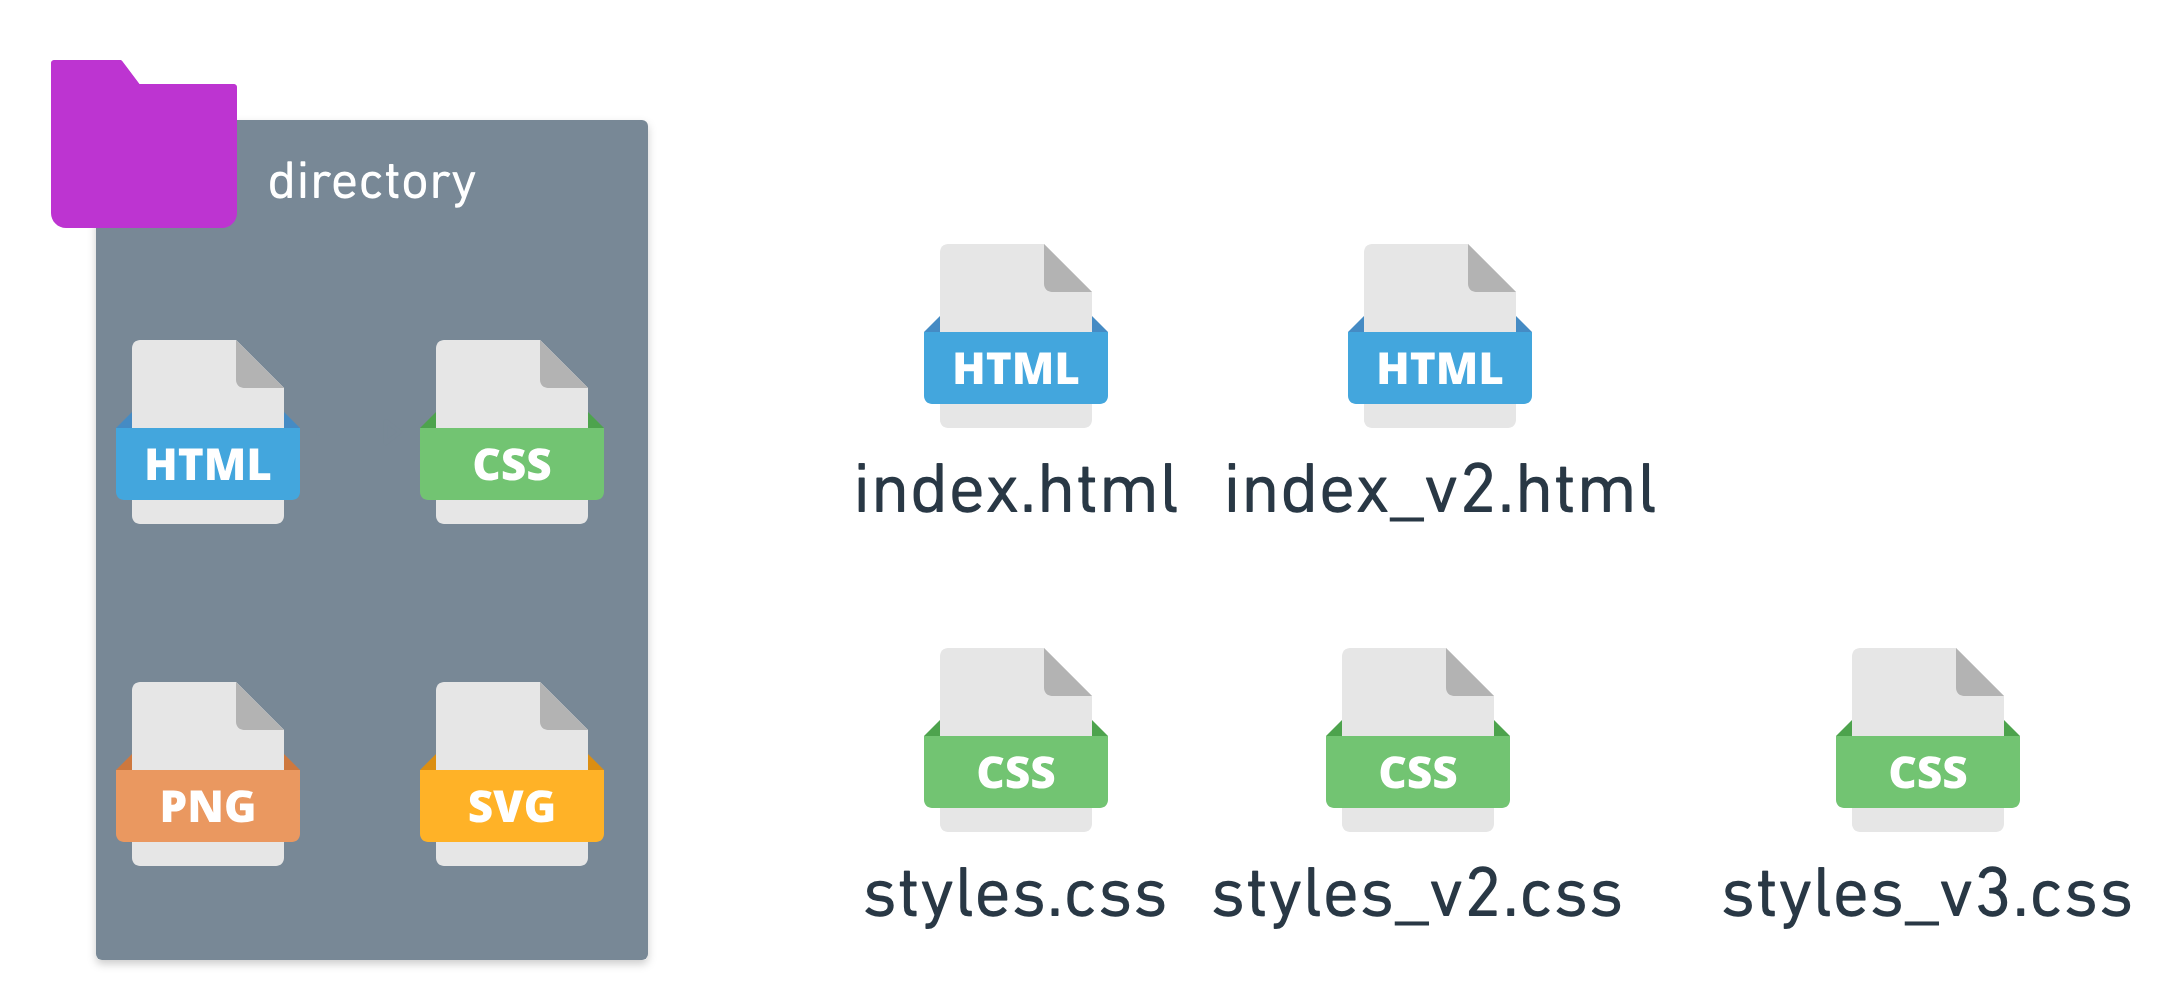 directory
HTML CSS
PNG SVG
HTML HTML
index.html index_v2.html
CSS CSS CSS
styles.css styles_v2.css styles_v3.css